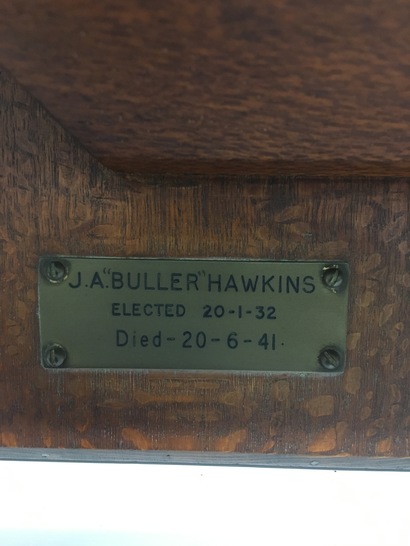 J.A. "BULLER" HAWKINS
ELECTED 20-1-32
Died-20-6-41.